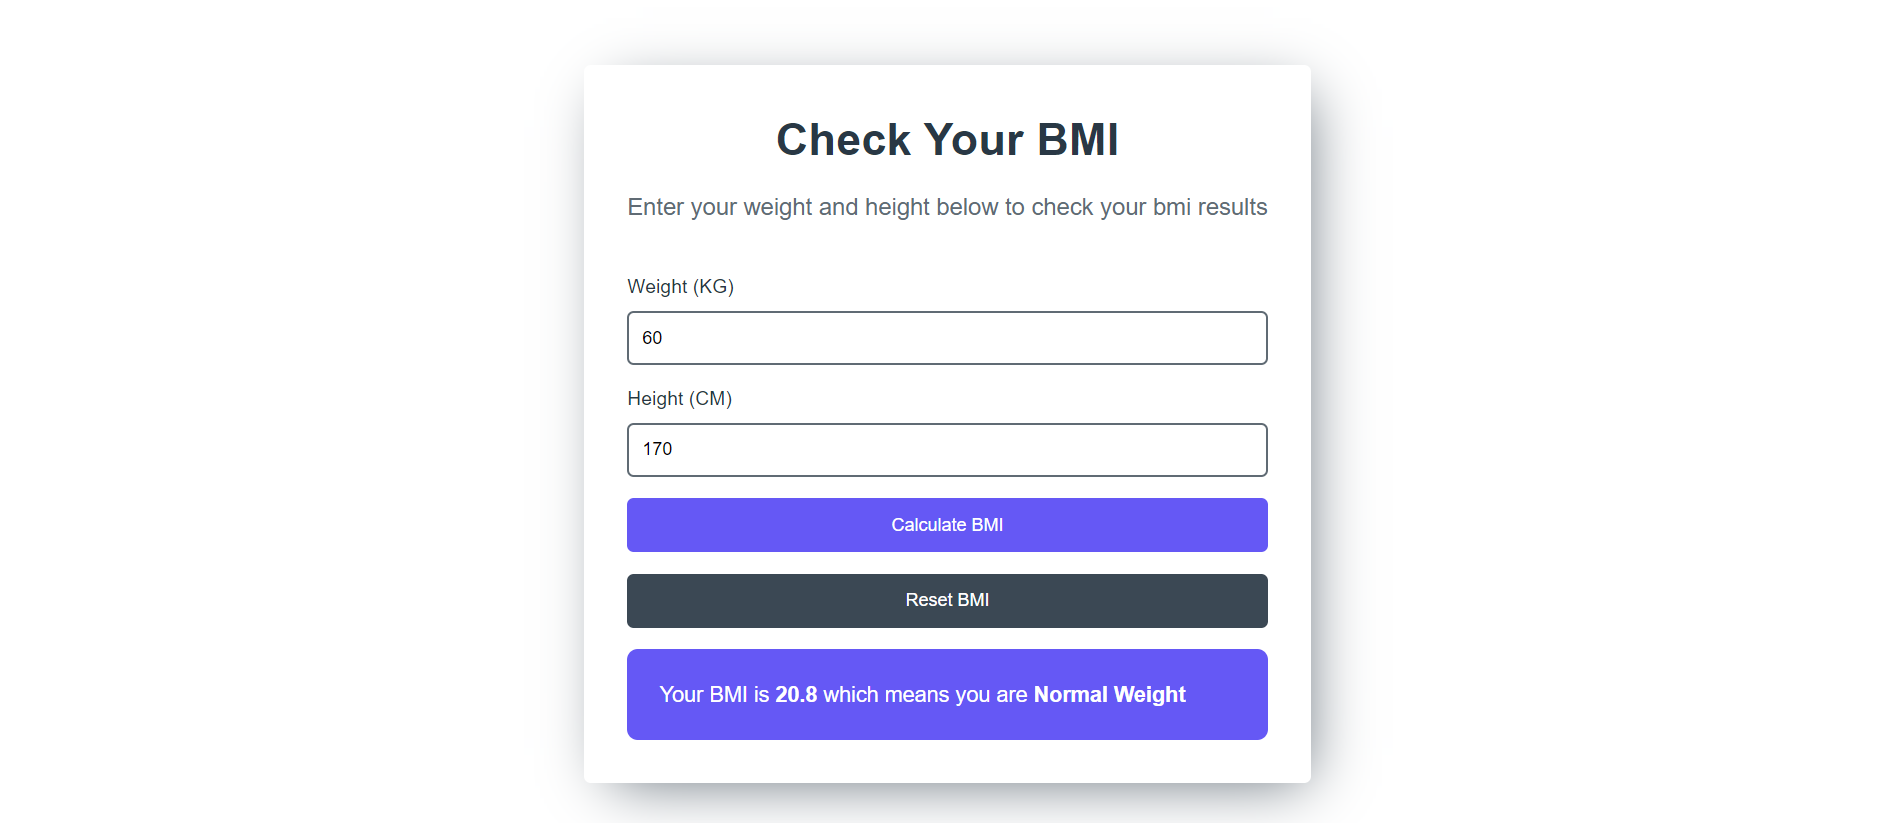 Check Your BMI
Enter your weight and height below to check your bmi results
Weight (KG)
60
Height (CM)
170
Calculate BMI
Reset BMI
Your BMI is 20.8 which means you are Normal Weight